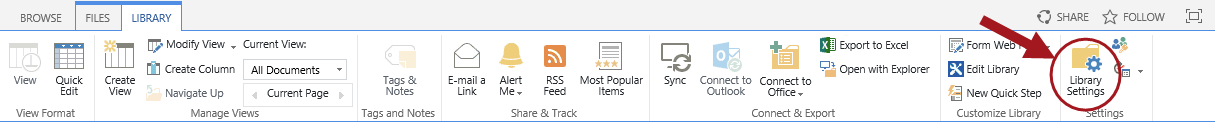 BROWSE FILES LIBRARY SHARE FOLLOW
View
Quick
Edit
Create
View
Modify View
Create Column
Navigate Up
Current View:
All Documents
Current Page
Tags &
Notes
E-mail a
Link
Alert
Me
RSS
Feed
Most Popular
Items
Sync
Connect to
Outlook
Connect to
Office
Export to Excel
Open with Explorer
Form Web
Edit Library
New Quick Step
Library
Settings
View Format Manage Views Tags and Notes Share & Track Connect & Export Customize Library Settings